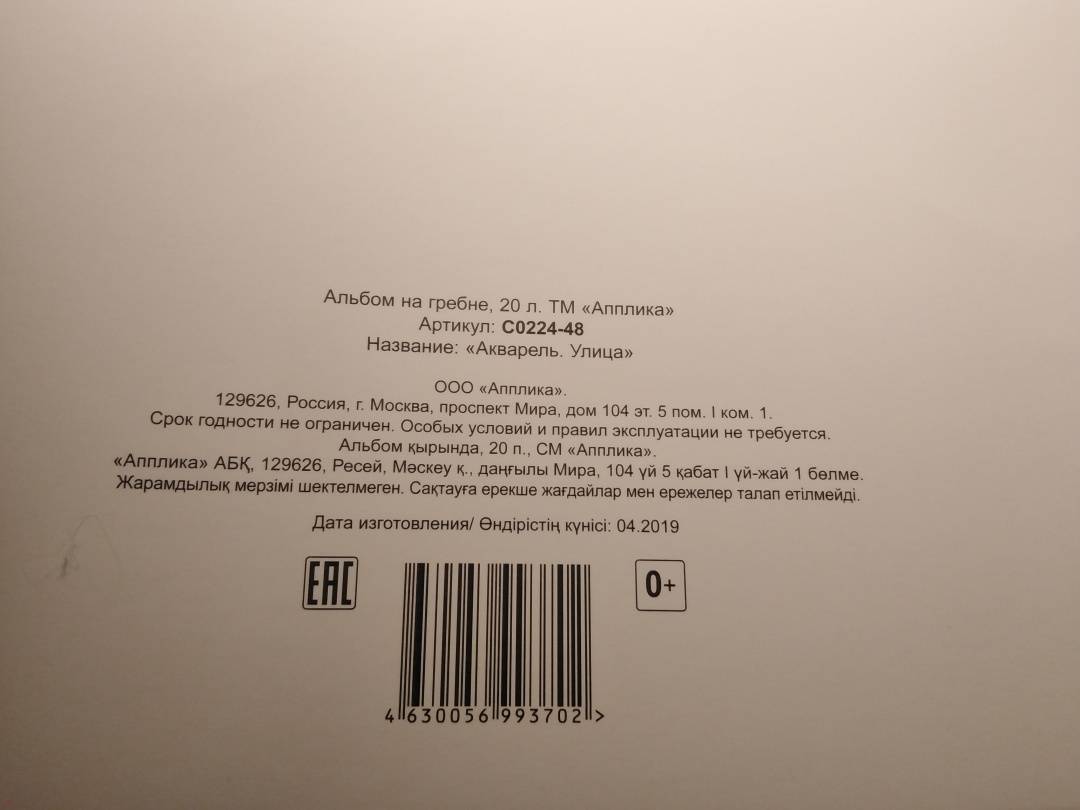 Альбом на гребне, 20 л. ТМ «Апплика»
Артикул: С0224-48
Название: «Акварель. Улица»
ООО «Апплика».
129626, Россия, г. Москва, проспект Мира, дом 104 эт. 5 пом. I ком. 1.
Срок годности не ограничен. Особых условий и правил эксплуатации не требуется.
Альбом қырында, 20 п., СМ «Апплика».
«Апплика» АБҚ, 129626, Ресей, Мәскеу қ., даңғылы Мира, 104 үй 5 қабат I үй-жай 1 бөлме.
Жарамдылық мерзімі шектелмеген. Сақтауға ерекше жағдайлар мен ережелер талап етілмейді.
Дата изготовления/ Өндірістің күнісі: 04.2019
ЕАС
0+
4 630056 993702 >